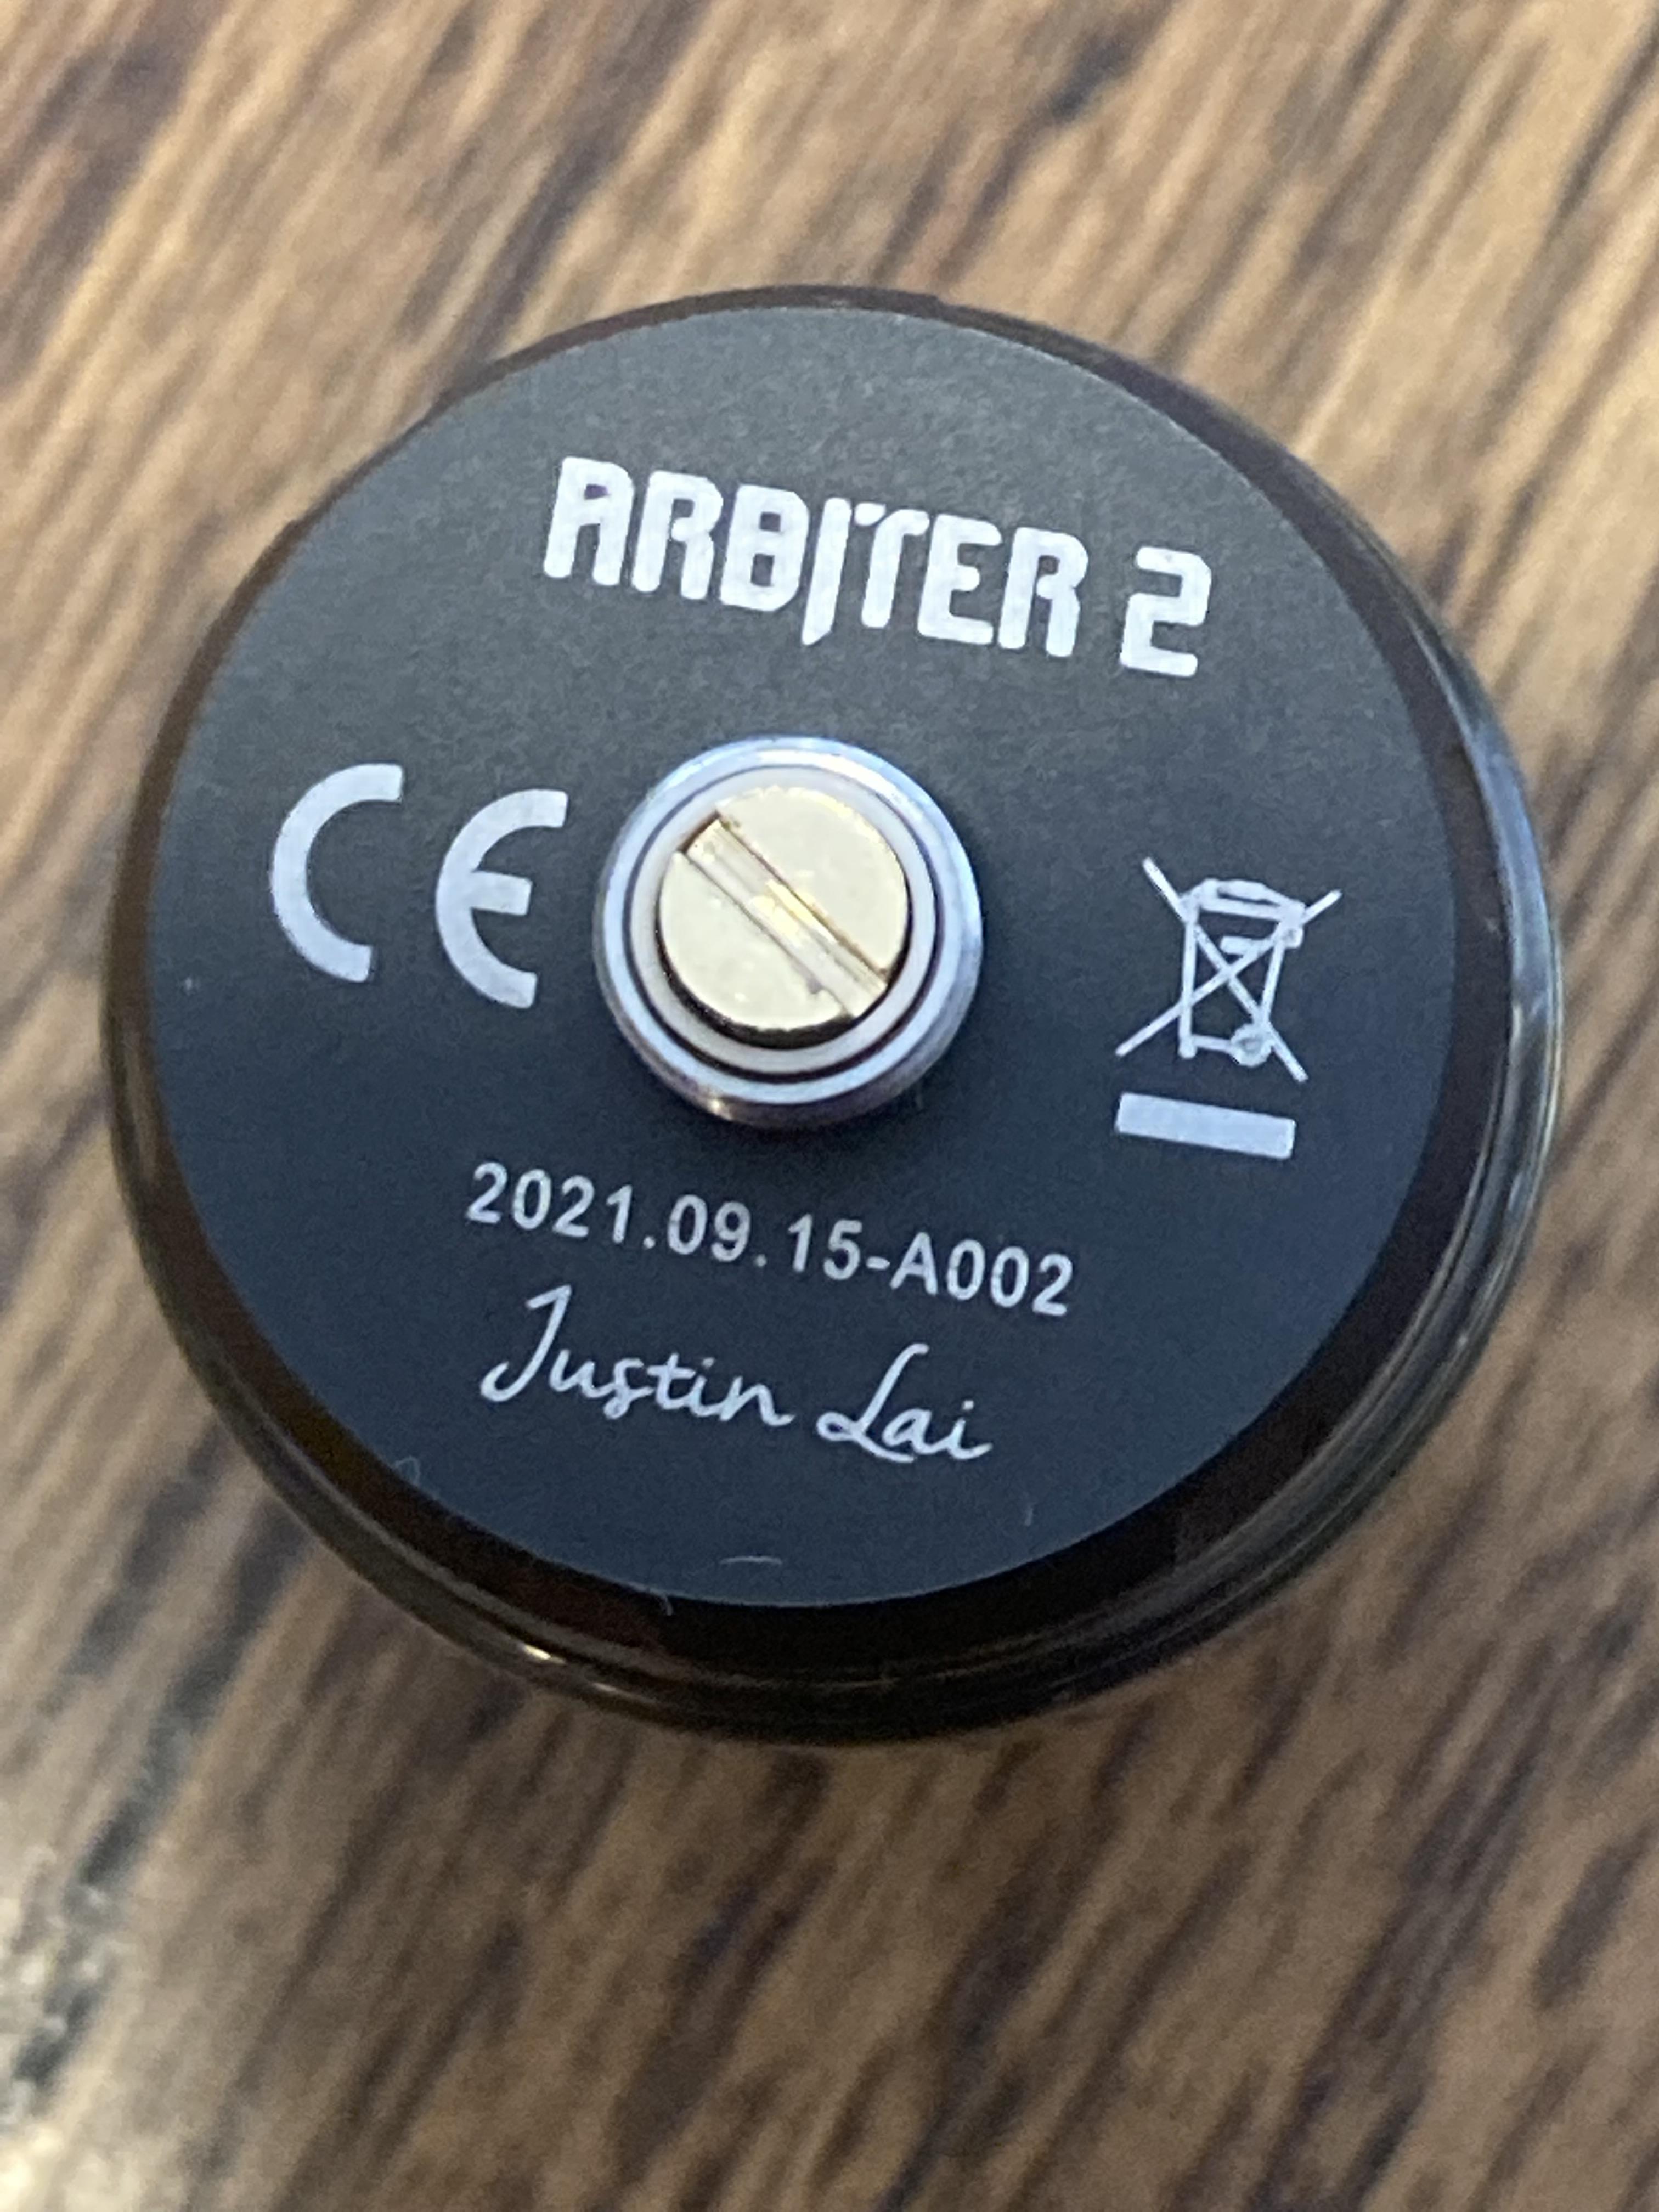 ARBITER 2
CE
2021.09.15-A002
Justin Lai